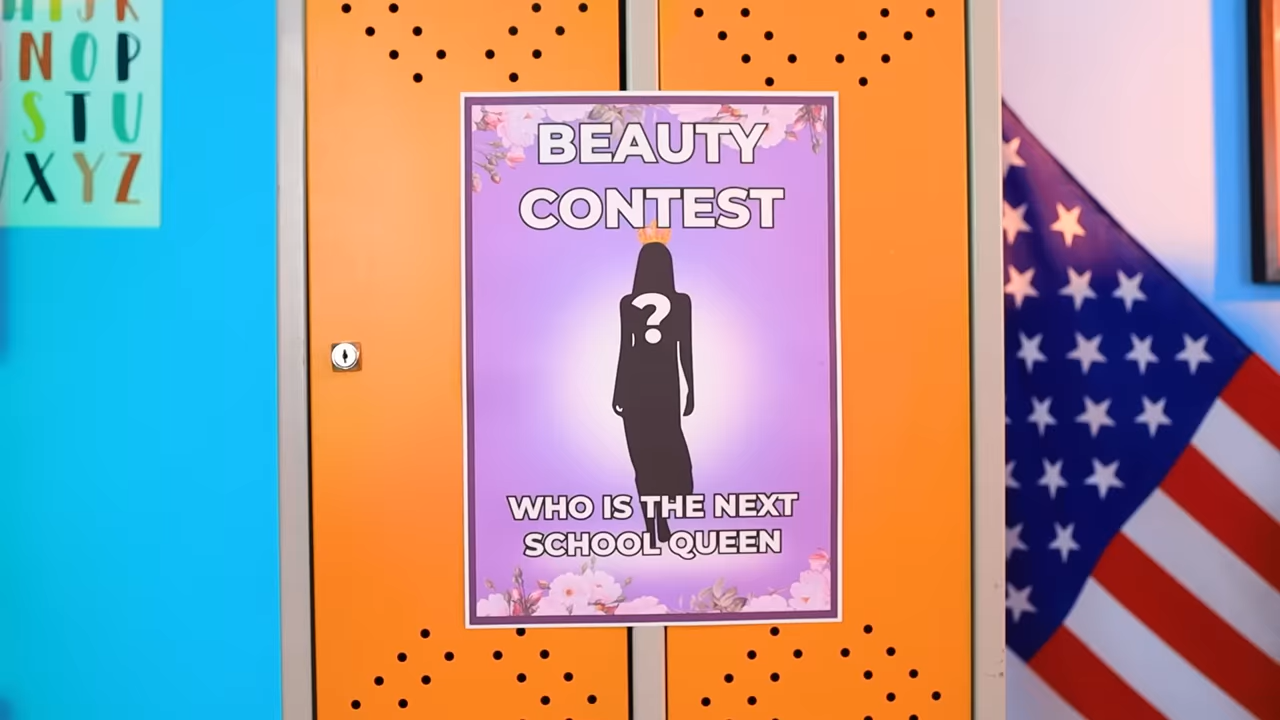 H I J K
N O P
S T U
X Y Z
BEAUTY
CONTEST
?
WHO IS THE NEXT
SCHOOL QUEEN